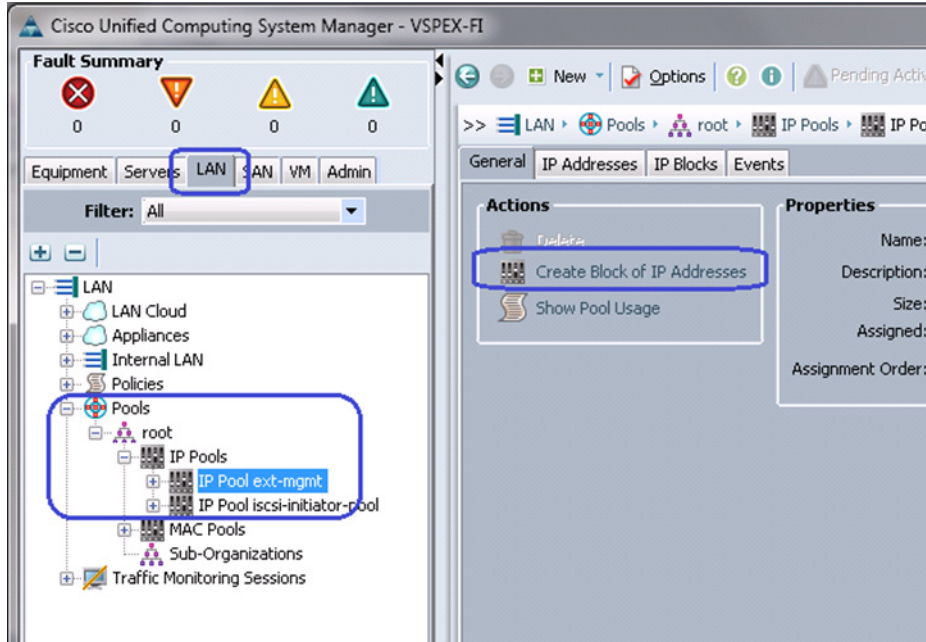 Cisco Unified Computing System Manager - VSPEX-FI
Fault Summary
0 0 0 0
Equipment Servers LAN SAN VM Admin
Filter: All
LAN
LAN Cloud
Appliances
Internal LAN
Policies
Pools
root
IP Pools
IP Pool ext-mgmt
IP Pool iscsi-initiator-pool
MAC Pools
Sub-Organizations
Traffic Monitoring Sessions
New Options Pending Activ
>> LAN Pools root IP Pools IP Po
General IP Addresses IP Blocks Events
Actions
Delete
Create Block of IP Addresses
Show Pool Usage
Properties
Name:
Description:
Size:
Assigned:
Assignment Order: